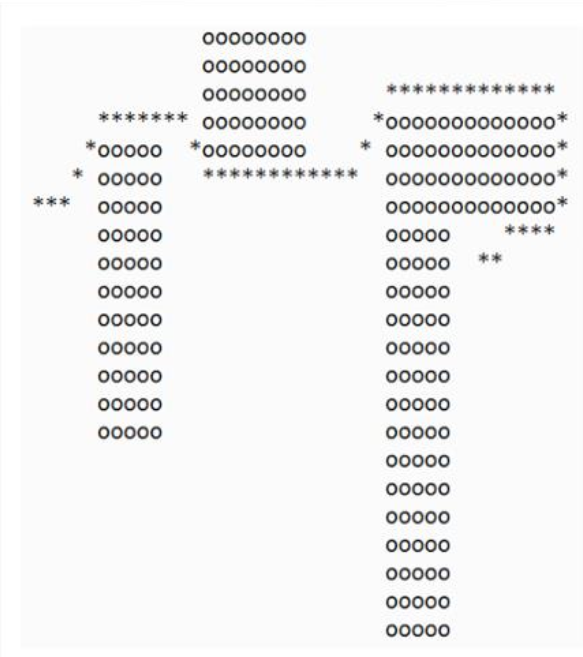 oooooooo
             oooooooo
             oooooooo      *************
     ******* oooooooo     *ooooooooooooo*
    *ooooo  *oooooooo    * ooooooooooooo*
   * ooooo   ************  ooooooooooooo*
***  ooooo                 ooooooooooooo*
     ooooo                 ooooo    ****
     ooooo                 ooooo  **
     ooooo                 ooooo
     ooooo                 ooooo
     ooooo                 ooooo
     ooooo                 ooooo
     ooooo                 ooooo
     ooooo                 ooooo
                           ooooo
                           ooooo
                           ooooo
                           ooooo
                           ooooo
                           ooooo
                           ooooo